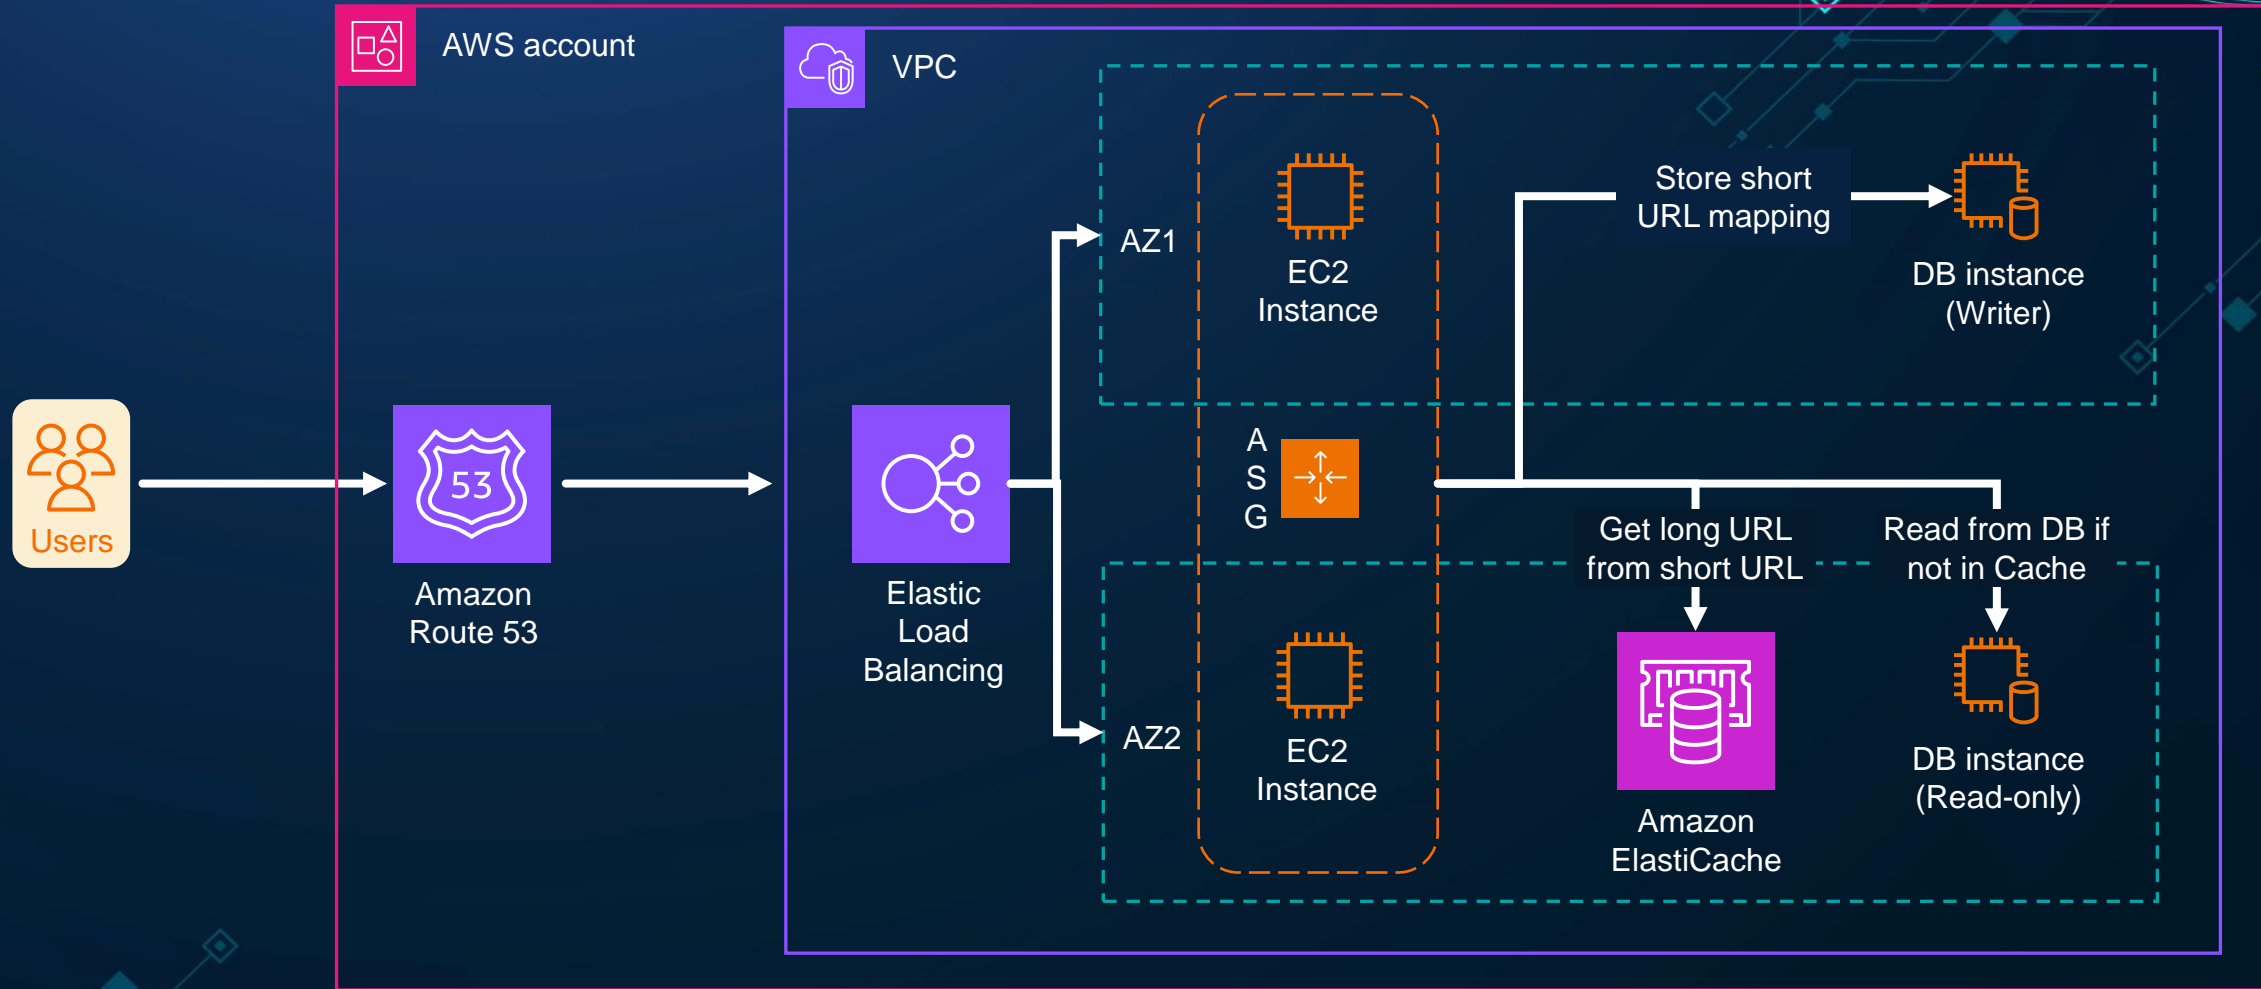 AWS account
VPC
Users
53
Amazon
Route 53
Elastic
Load
Balancing
AZ1
EC2
Instance
A
S
G
AZ2
EC2
Instance
Store short
URL mapping
DB instance
(Writer)
Get long URL
from short URL
Read from DB if
not in Cache
Amazon
ElastiCache
DB instance
(Read-only)